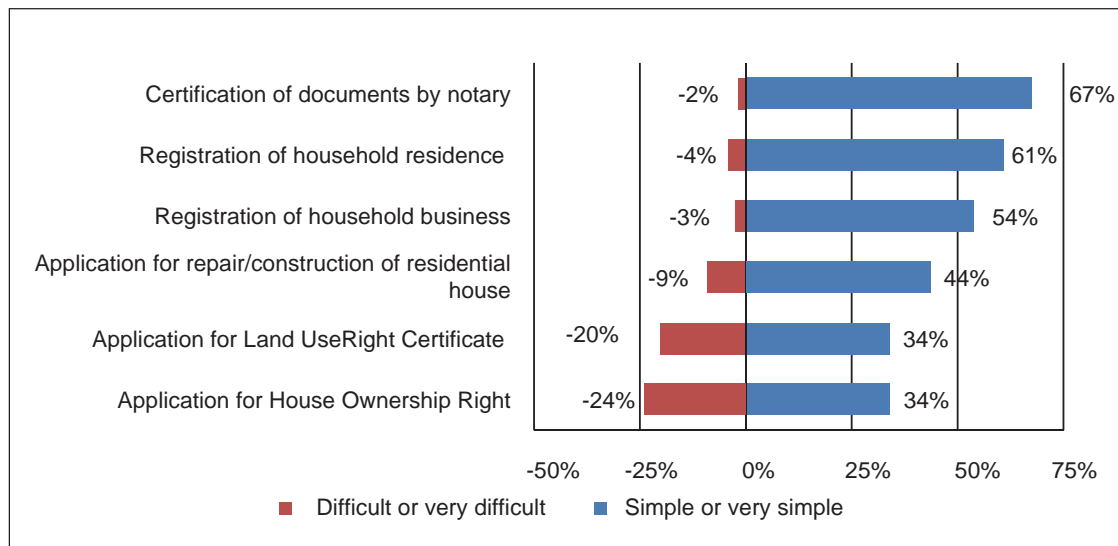 Certification of documents by notary
-2%
67%
Registration of household residence
-4%
61%
Registration of household business
-3%
54%
Application for repair/construction of residential
house
-9%
44%
Application for Land UseRight Certificate
-20%
34%
Application for House Ownership Right
-24%
34%
-50% -25% 0% 25% 50% 75%
Difficult or very difficult Simple or very simple